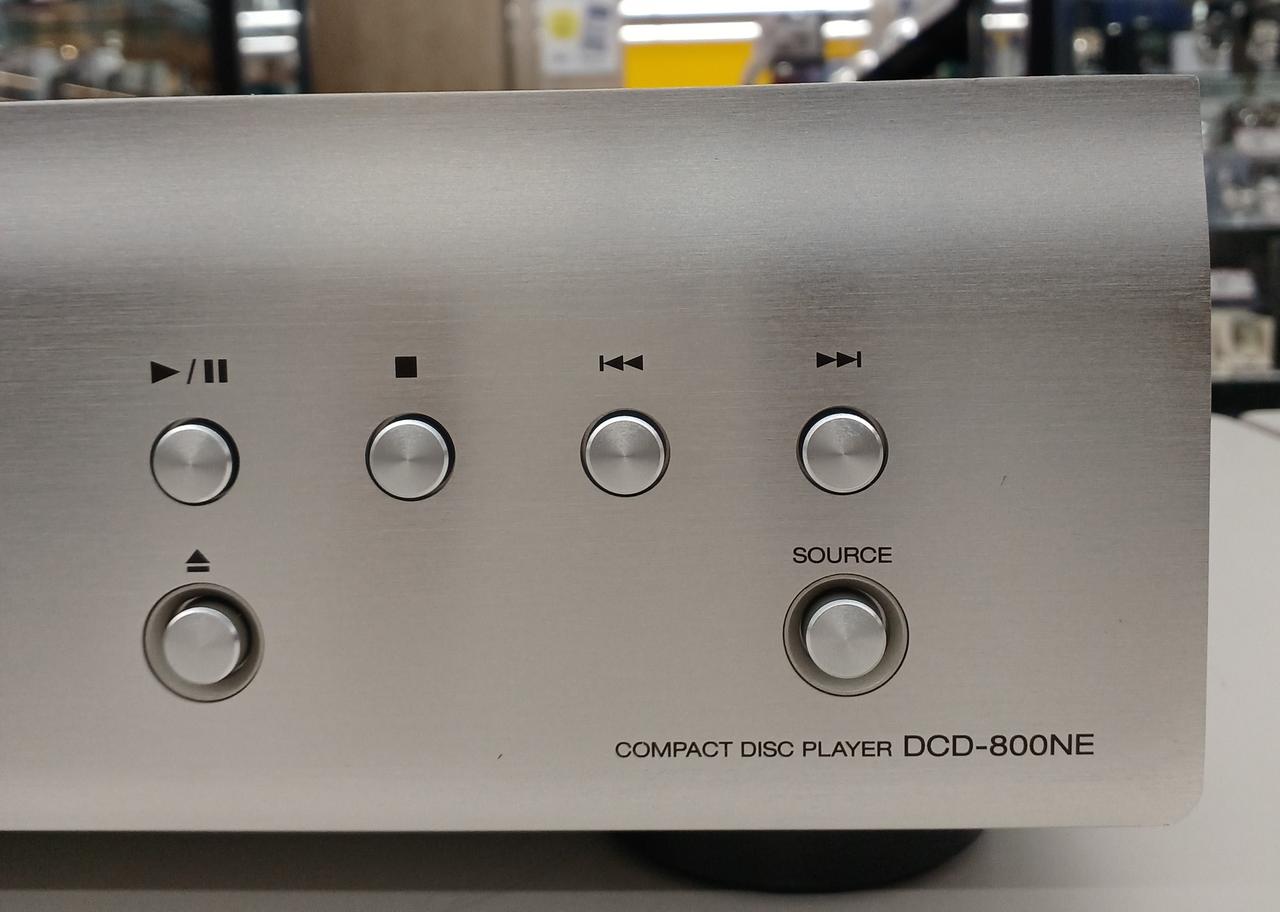 SOURCE
COMPACT DISC PLAYER DCD-800NE